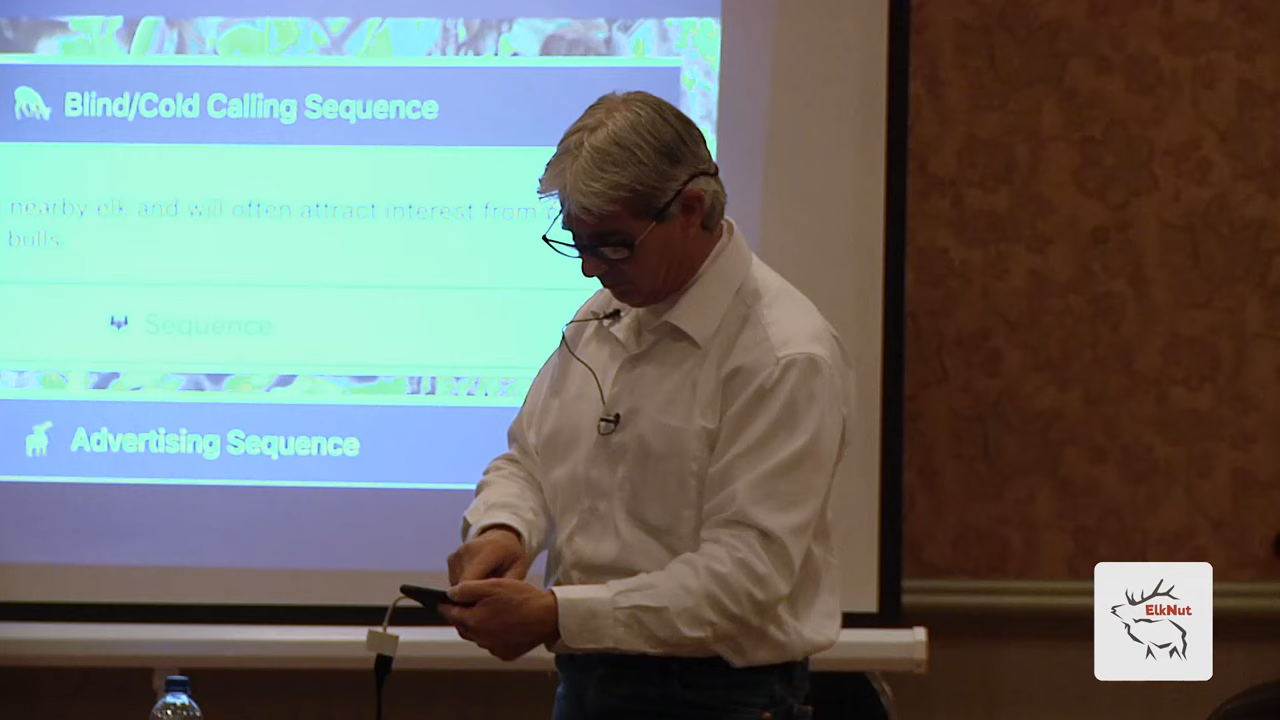 Blind/Cold Calling Sequence
nearby elk and will often attract interest from
bulls.
Sequence
Advertising Sequence
ElkNut